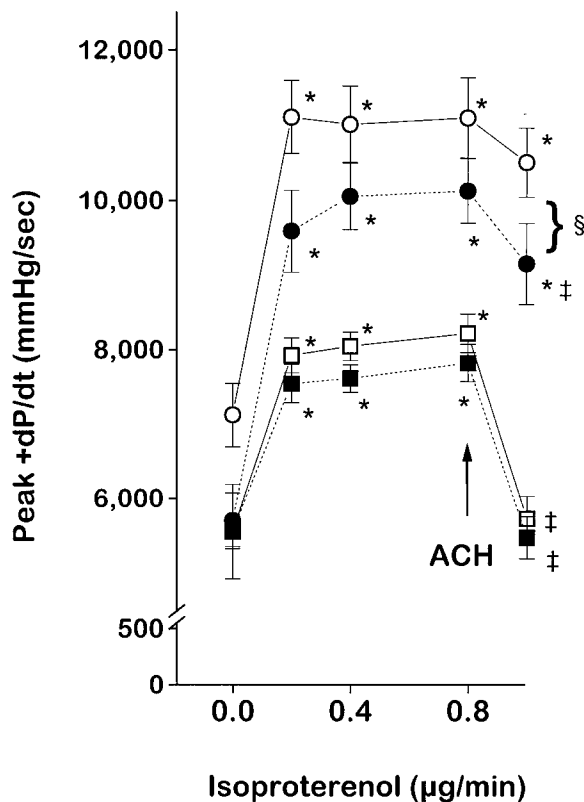 12,000
10,000
8,000
6,000
500
0
Peak +dP/dt (mmHg/sec)
* * * *
* * * * ‡
§
* * *
* * *
‡
‡
ACH
0.0 0.4 0.8
Isoproterenol (µg/min)